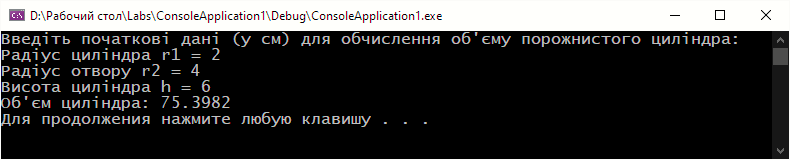 D:\Рабочий стол\Labs\ConsoleApplication1\Debug\ConsoleApplication1.exe
Введіть початкові дані (у см) для обчислення об'єму порожнистого циліндра:
Радіус циліндра r1 = 2
Радіус отвору r2 = 4
Висота циліндра h = 6
Об'єм циліндра: 75.3982
Для продолжения нажмите любую клавишу . . .